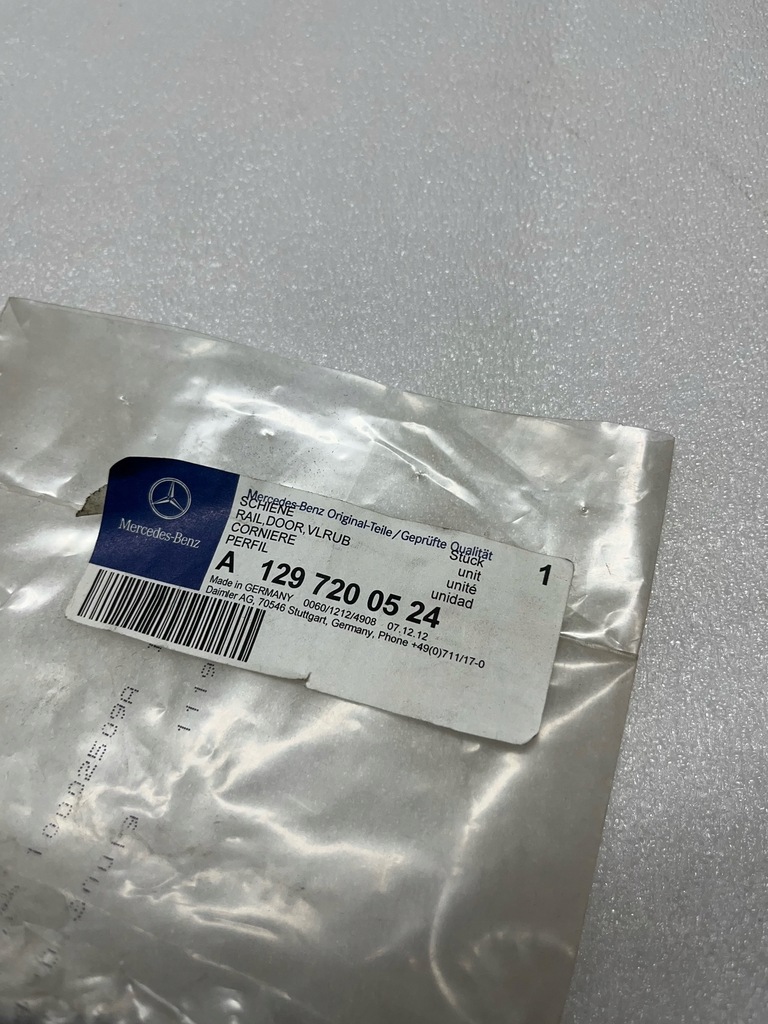 Mercedes-Benz
Mercedes-Benz Original-Teile/Geprüfte Qualität
SCHIENE
RAIL,DOOR,VLRUB
CORNIERE
PERFIL
Stück
unit
unité
unidad
1
A 129 720 05 24
Made in GERMANY 0060/1212/4908 07.12.12
Daimler AG, 70546 Stuttgart, Germany, Phone +49(0)711/17-0